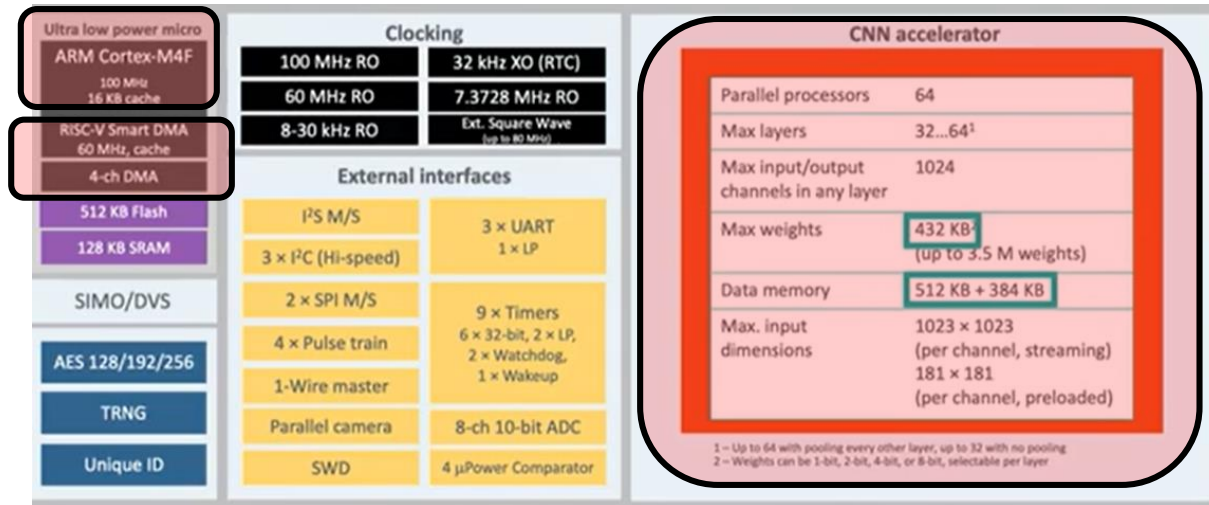 Ultra low power micro
ARM Cortex-M4F
100 MHz
16 KB cache
RISC-V Smart DMA
60 MHz, cache
4-ch DMA
512 KB Flash
128 KB SRAM
SIMO/DVS
AES 128/192/256
TRNG
Unique ID
Clocking
100 MHz RO
32 kHz XO (RTC)
60 MHz RO
7.3728 MHz RO
8-30 kHz RO
Ext. Square Wave
(up to 80 MHz)
External interfaces
I²S M/S
3 × I²C (Hi-speed)
2 × SPI M/S
4 × Pulse train
1-Wire master
Parallel camera
SWD
3 × UART
1 × LP
9 × Timers
6 × 32-bit, 2 × LP,
2 × Watchdog,
1 × Wakeup
8-ch 10-bit ADC
4 µPower Comparator
CNN accelerator
Parallel processors 64
Max layers 32...64¹
Max input/output 1024
channels in any layer
Max weights 432 KB²
(up to 3.5 M weights)
Data memory 512 KB + 384 KB
Max. input 1023 × 1023
dimensions (per channel, streaming)
181 × 181
(per channel, preloaded)
1 – Up to 64 with pooling every other layer, up to 32 with no pooling
2 – Weights can be 1-bit, 2-bit, 4-bit, or 8-bit, selectable per layer